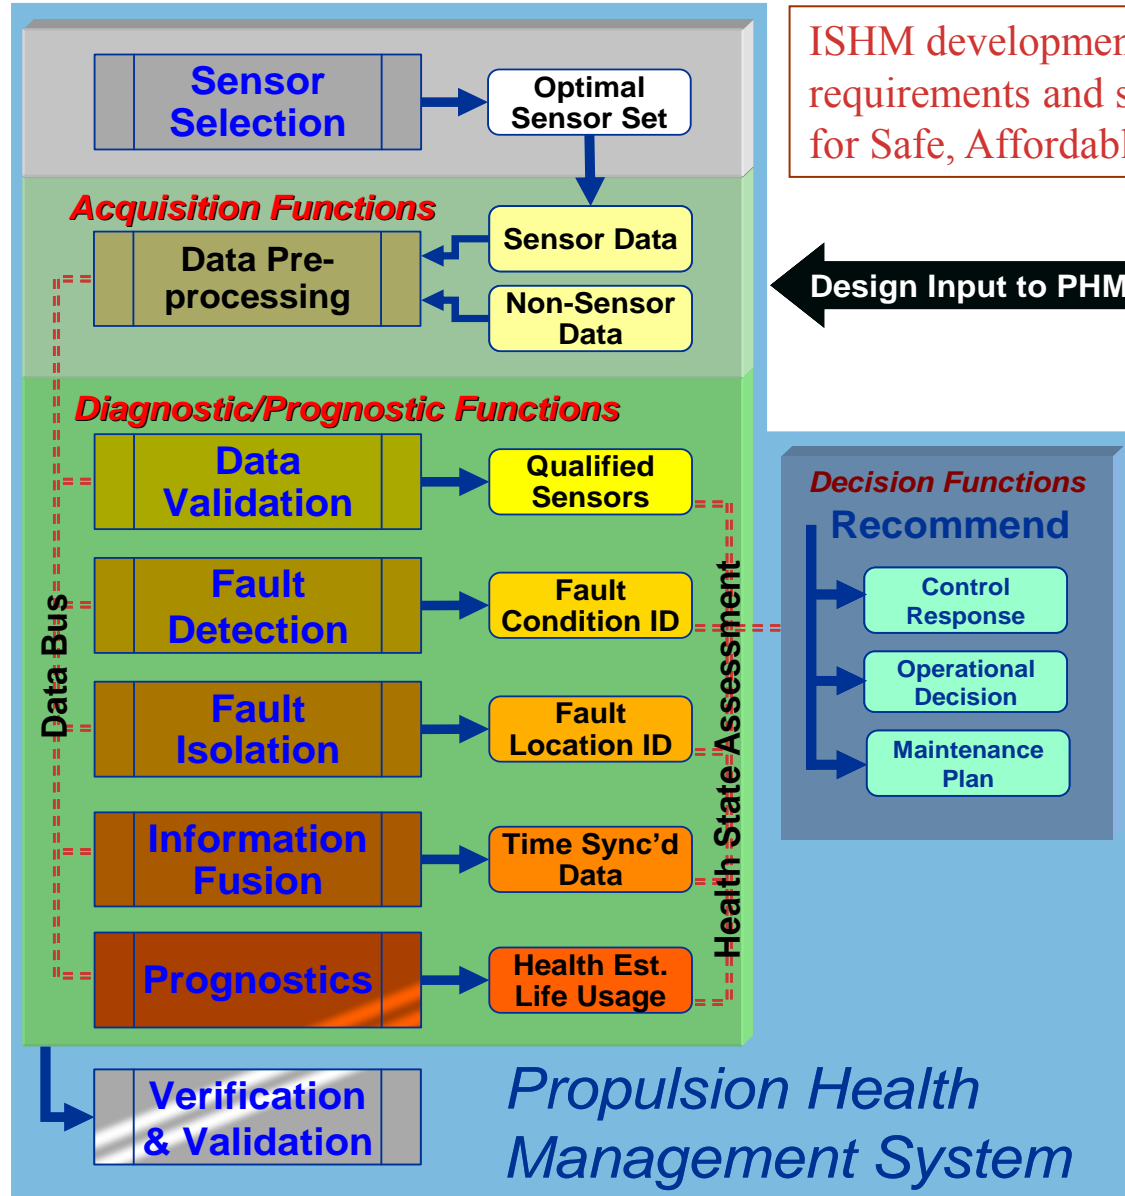 Sensor
Selection
Optimal
Sensor Set
ISHM developmen
requirements and s
for Safe, Affordabl
Acquisition Functions
Data Pre-
processing
Sensor Data
Non-Sensor
Data
Design Input to PHM
Diagnostic/Prognostic Functions
Data
Validation
Qualified
Sensors
Fault
Detection
Fault
Condition ID
Fault
Isolation
Fault
Location ID
Information
Fusion
Time Sync’d
Data
Prognostics
Health Est.
Life Usage
Data Bus
Health State Assessment
Decision Functions
Recommend
Control
Response
Operational
Decision
Maintenance
Plan
Verification
& Validation
Propulsion Health
Management System